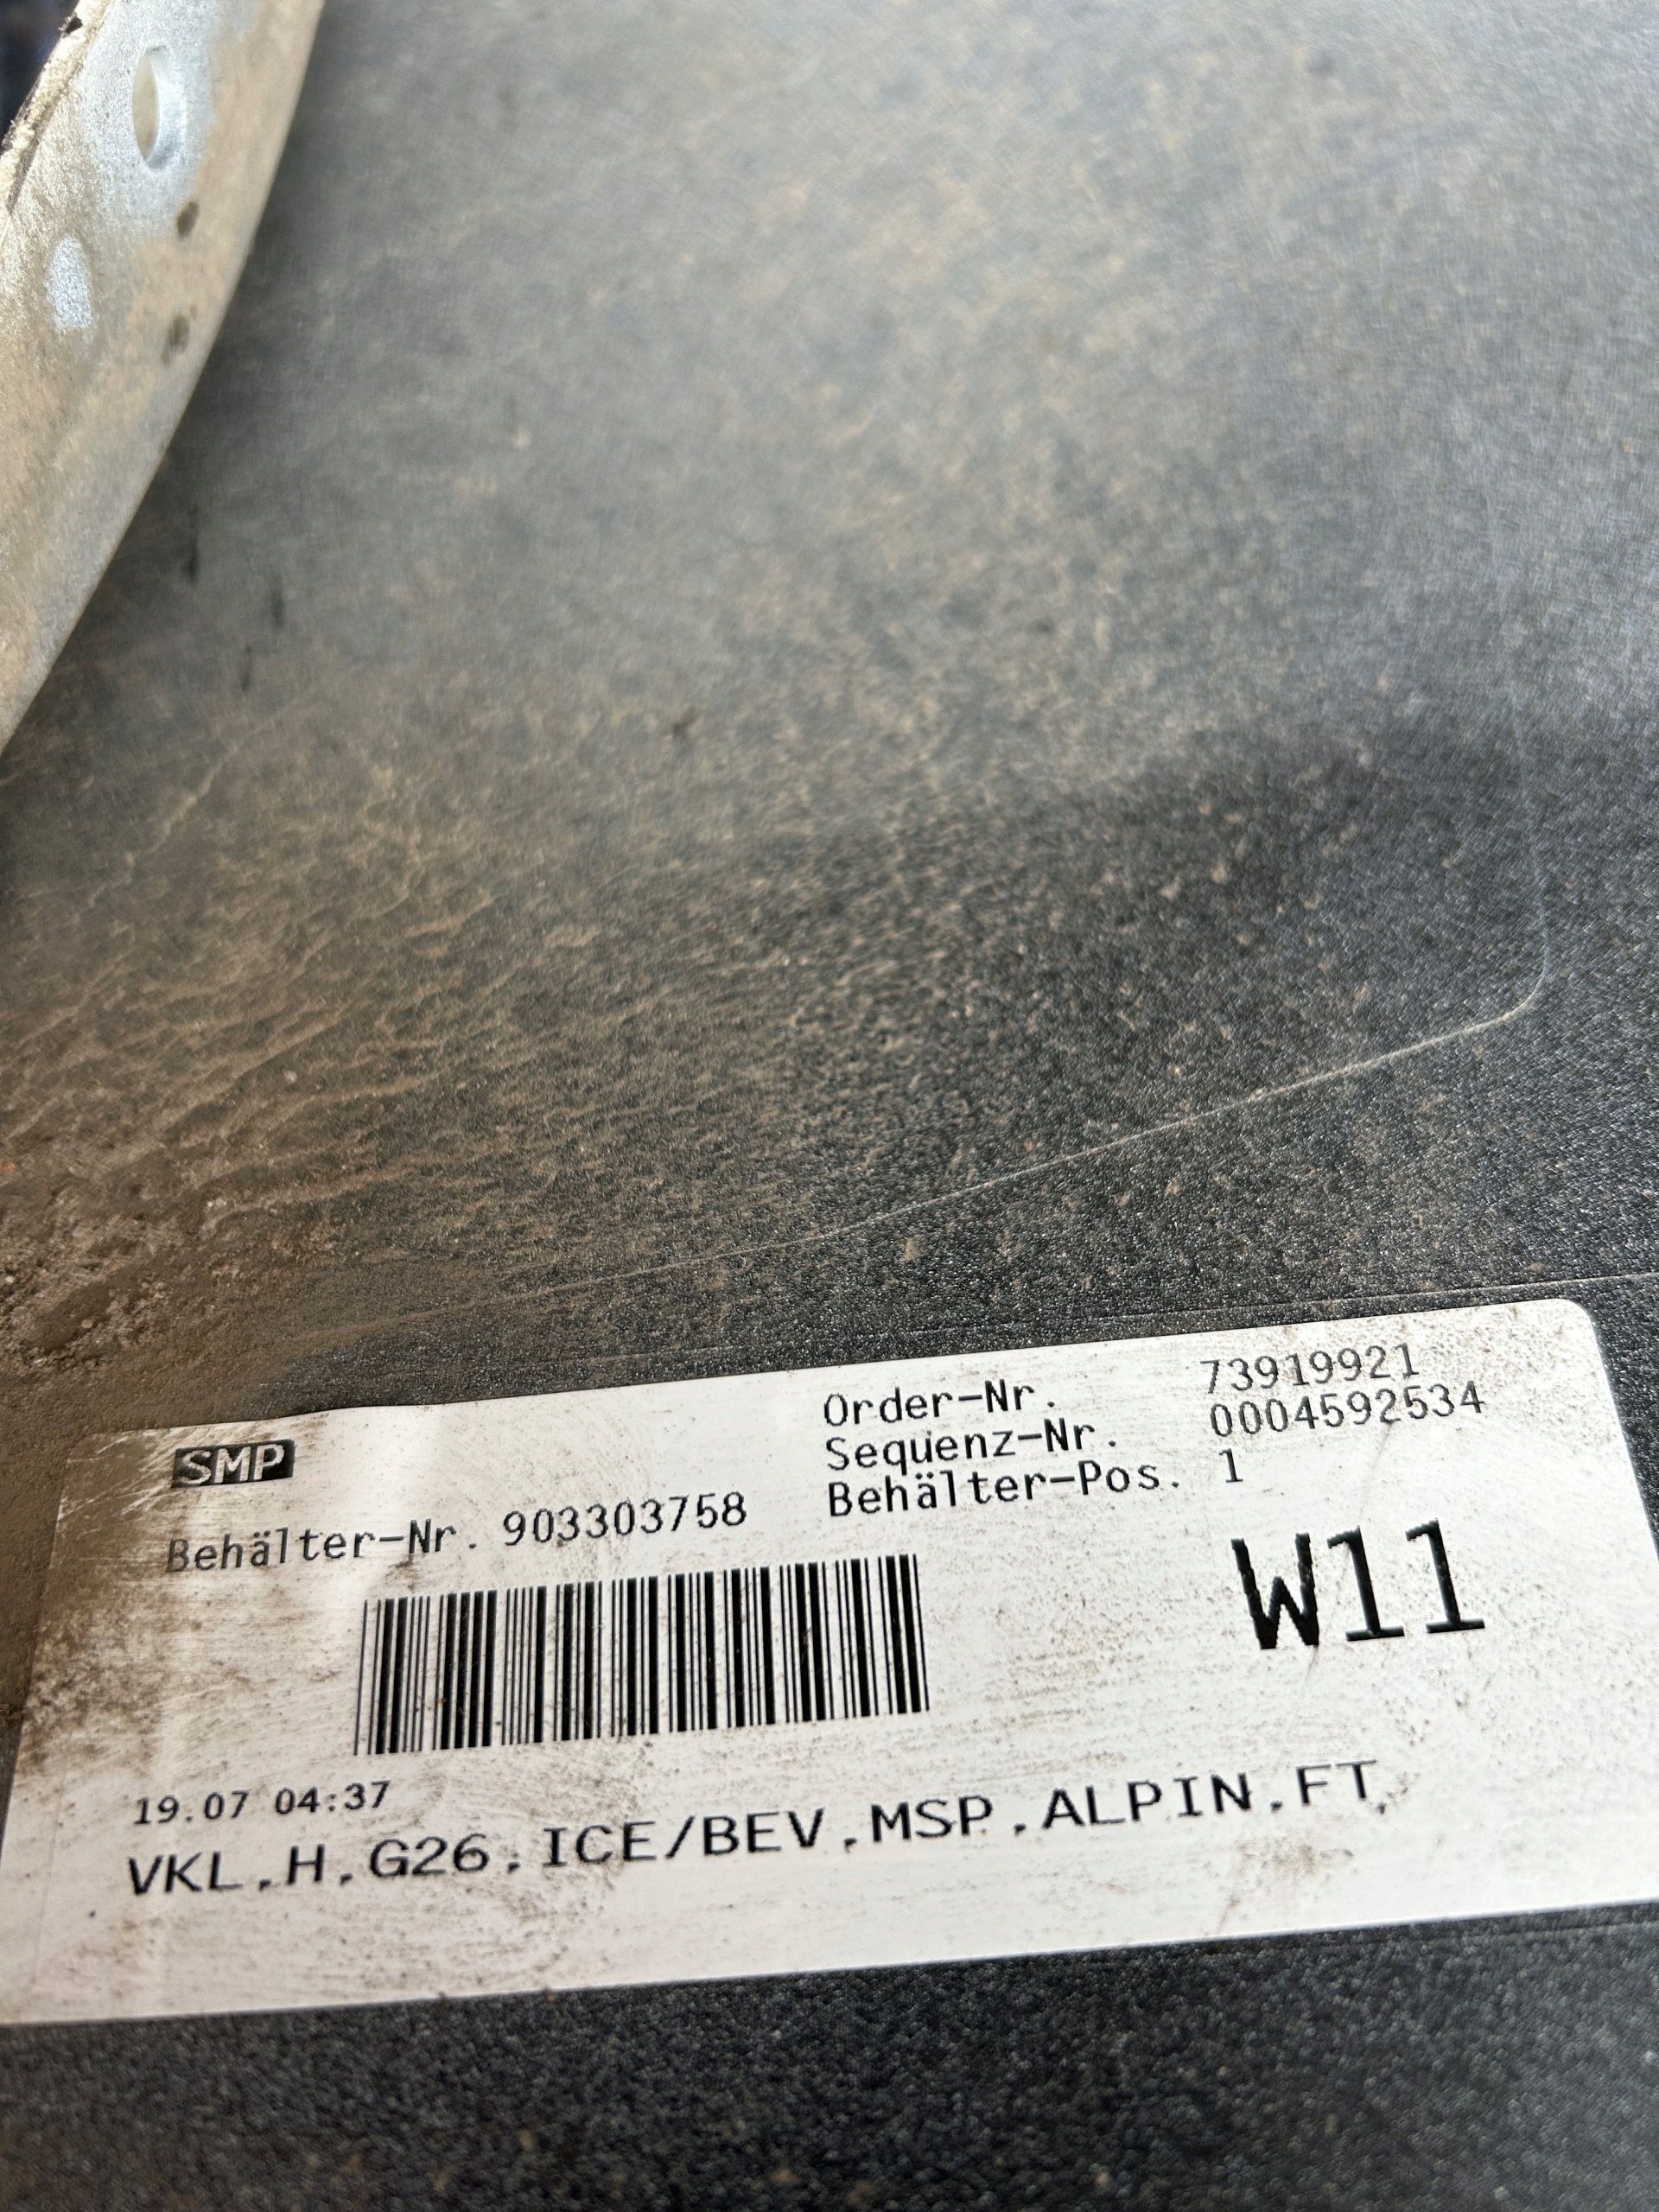 SMP
Order-Nr. 73919921
Sequenz-Nr. 0004592534
Behälter-Pos. 1
Behälter-Nr. 903303758
W11
19.07 04:37
VKL,H,G26,ICE/BEV,MSP,ALPIN,FT,